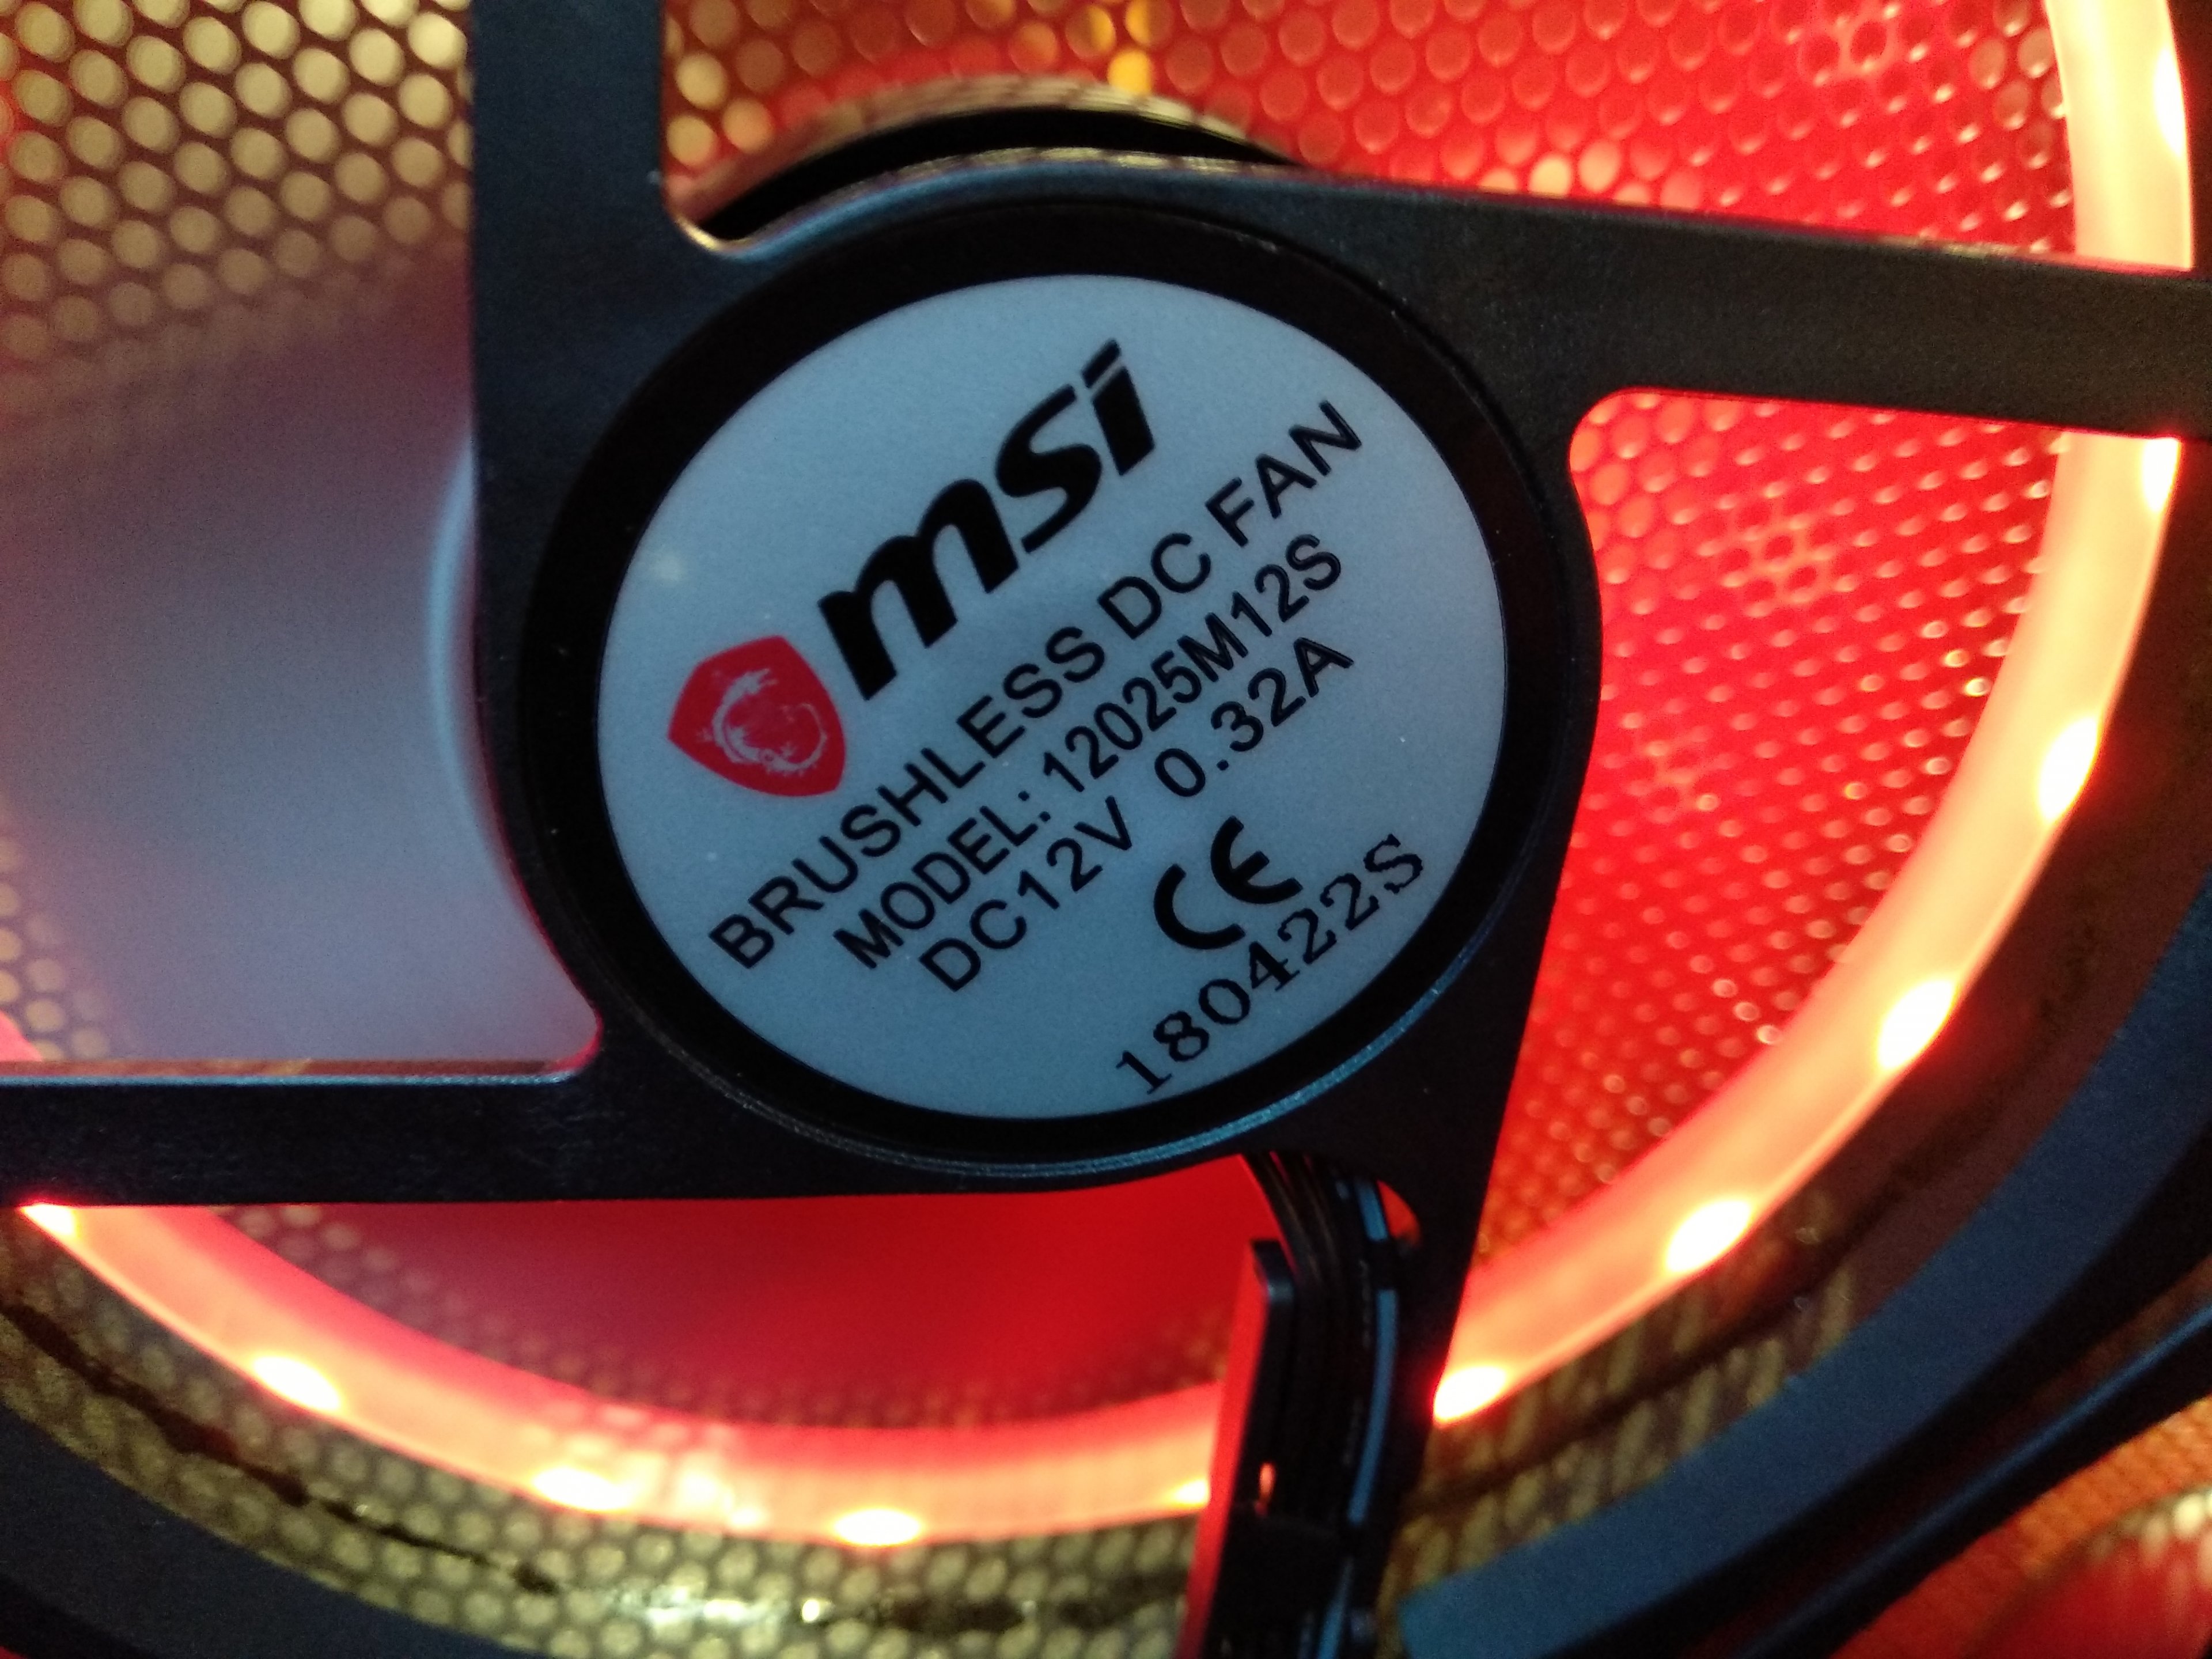 msi
BRUSHLESS DC FAN
MODEL: 12025M12S
DC12V 0.32A
CE
180422S